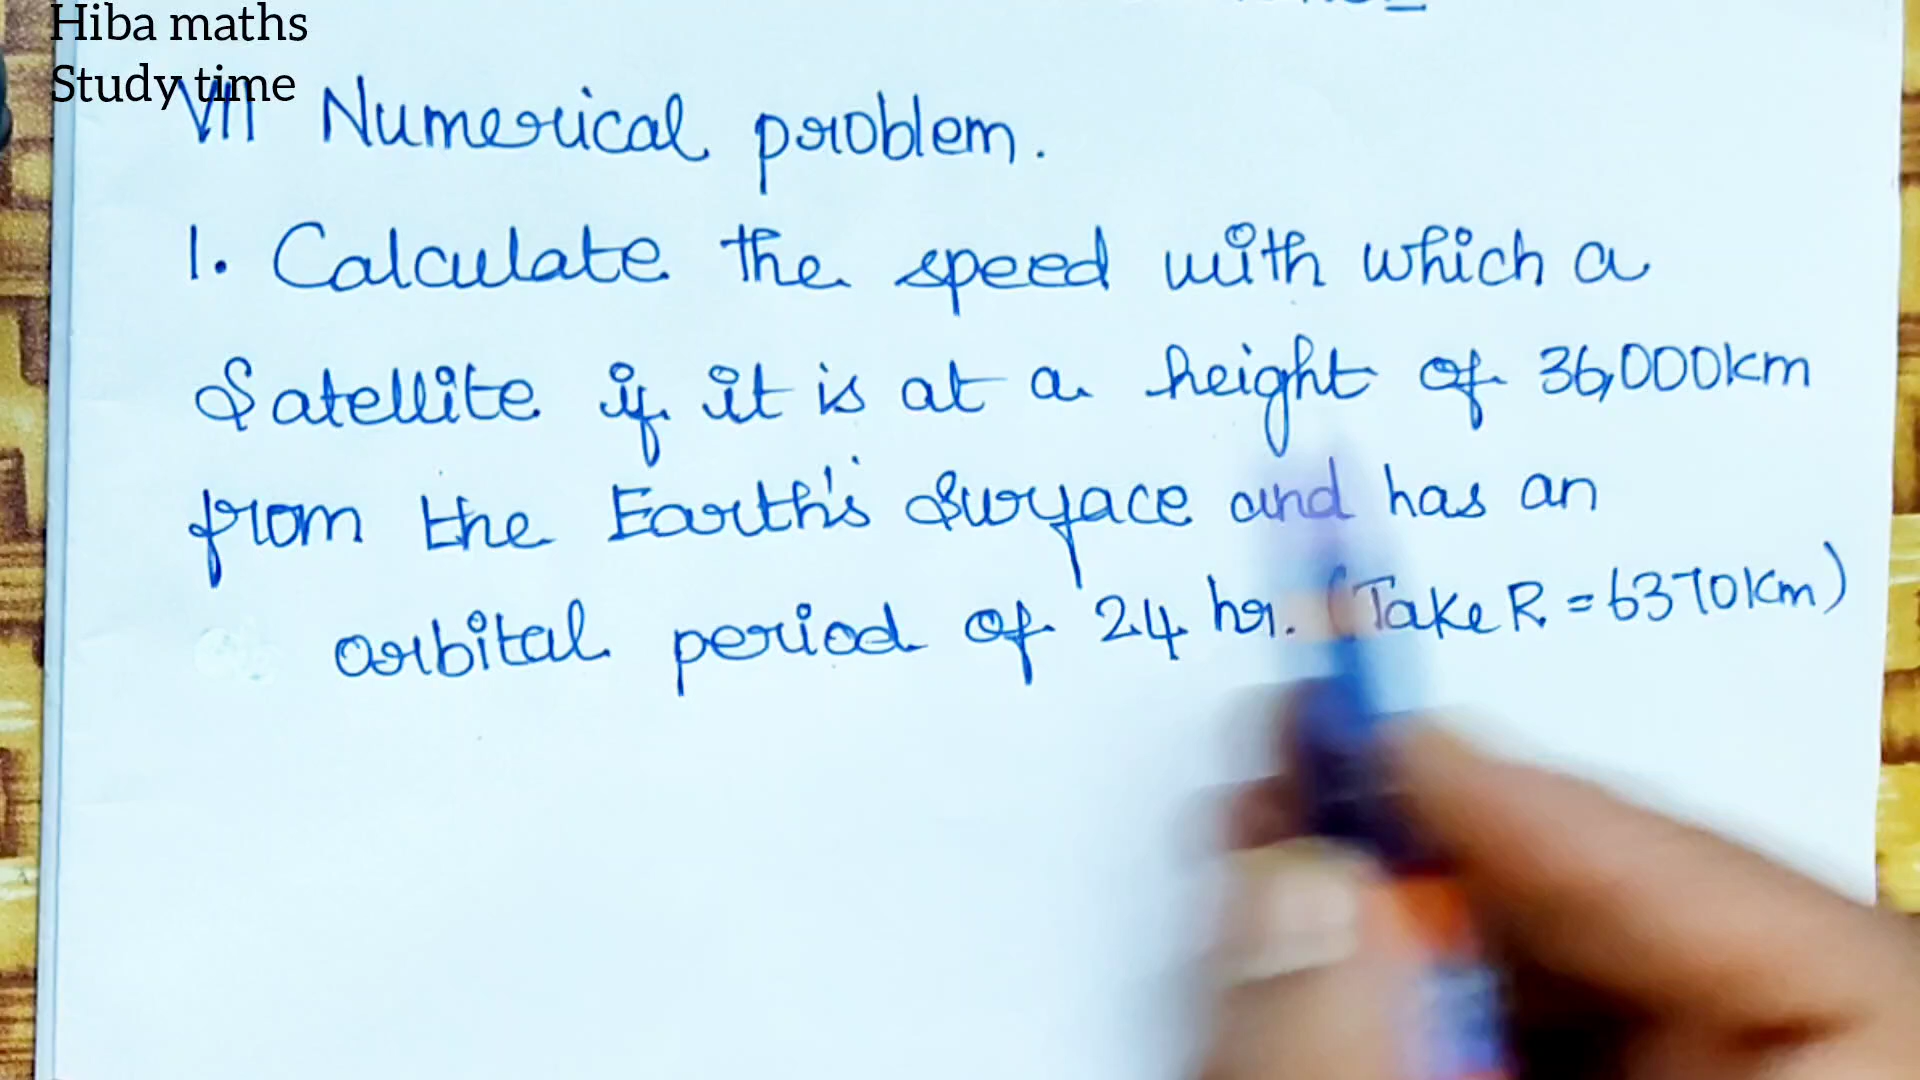 Hiba maths
Study time
VII Numerical problem.
1. Calculate the speed with which a
Satellite if it is at a height of 36,000km
from the Earth's Surface and has an
orbital period of 24 hr. (Take R = 6370km)